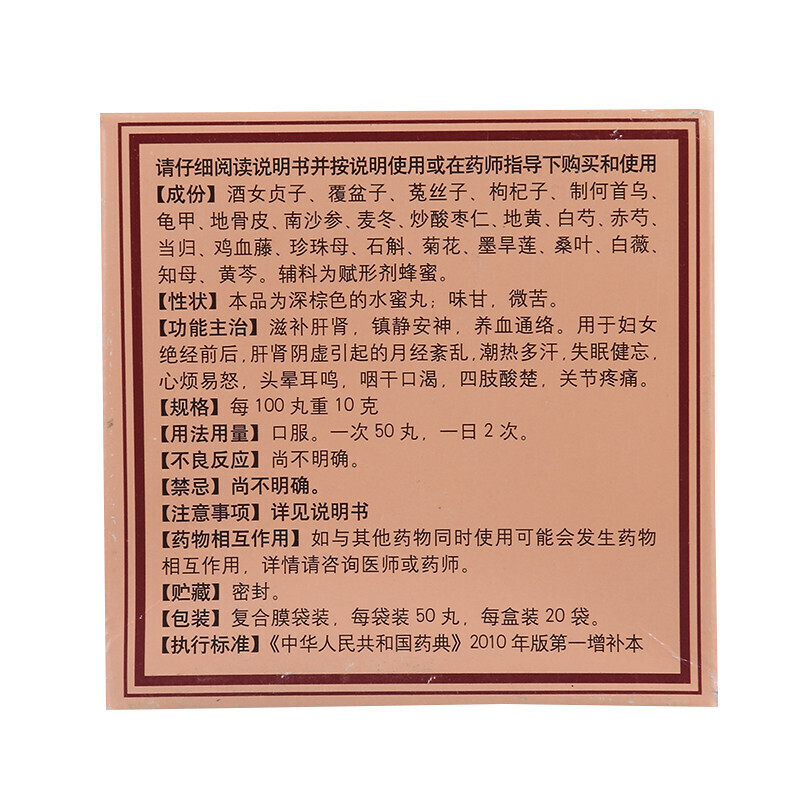 请仔细阅读说明书并按说明使用或在药师指导下购买和使用
【成份】酒女贞子、覆盆子、菟丝子、枸杞子、制何首乌、
龟甲、地骨皮、南沙参、麦冬、炒酸枣仁、地黄、白芍、赤芍、
当归、鸡血藤、珍珠母、石斛、菊花、墨旱莲、桑叶、白薇、
知母、黄芩。辅料为赋形剂蜂蜜。
【性状】本品为深棕色的水蜜丸；味甘，微苦。
【功能主治】滋补肝肾，镇静安神，养血通络。用于妇女
绝经前后,肝肾阴虚引起的月经紊乱,潮热多汗,失眠健忘,
心烦易怒，头晕耳鸣，咽干口渴，四肢酸楚，关节疼痛。
【规格】每100丸重10克
【用法用量】口服。一次50丸，一日2次。
【不良反应】尚不明确。
【禁忌】尚不明确。
【注意事项】详见说明书
【药物相互作用】如与其他药物同时使用可能会发生药物
相互作用，详情请咨询医师或药师。
【贮藏】密封。
【包装】复合膜袋装，每袋装50丸，每盒装20袋。
【执行标准】《中华人民共和国药典》2010年版第一增补本